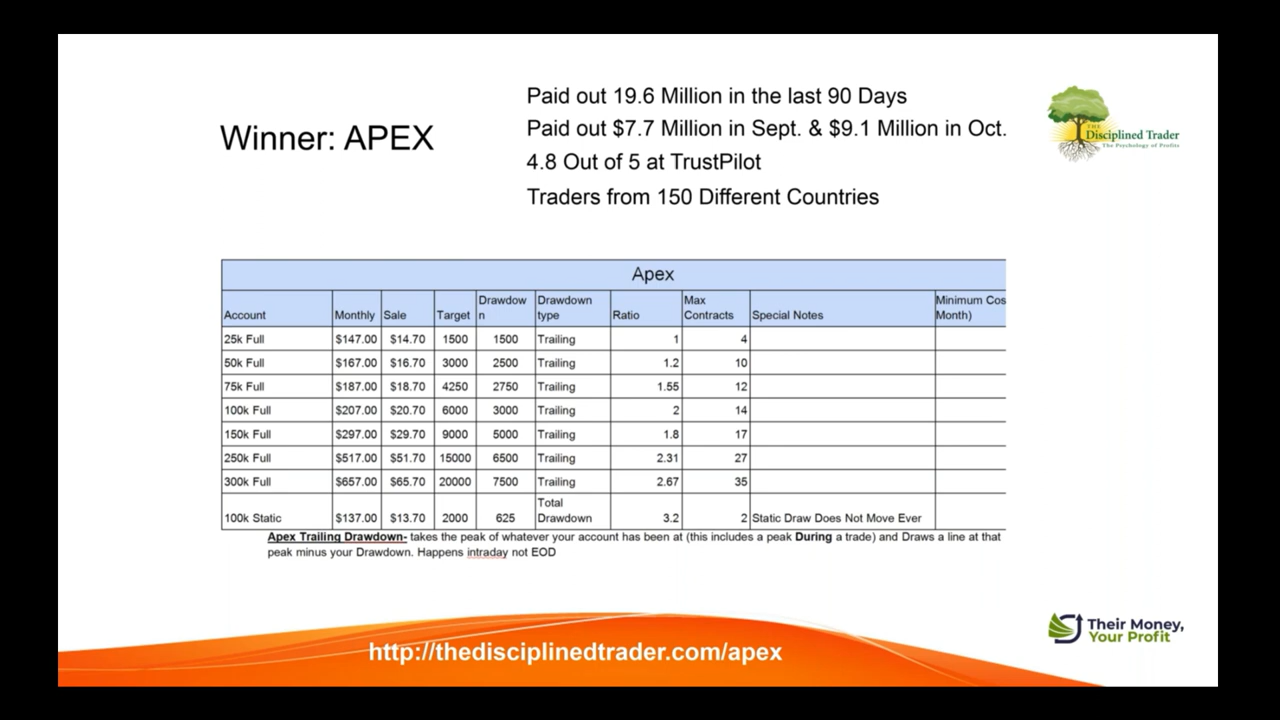 Winner: APEX
Paid out 19.6 Million in the last 90 Days
Paid out $7.7 Million in Sept. & $9.1 Million in Oct.
4.8 Out of 5 at TrustPilot
Traders from 150 Different Countries
THE
Disciplined Trader
The Psychology of Profits
Apex
Account Monthly Sale Target Drawdow n Drawdown type Ratio Max Contracts Special Notes Minimum Cos Month)
25k Full $147.00 $14.70 1500 1500 Trailing 1 4
50k Full $167.00 $16.70 3000 2500 Trailing 1.2 10
75k Full $187.00 $18.70 4250 2750 Trailing 1.55 12
100k Full $207.00 $20.70 6000 3000 Trailing 2 14
150k Full $297.00 $29.70 9000 5000 Trailing 1.8 17
250k Full $517.00 $51.70 15000 6500 Trailing 2.31 27
300k Full $657.00 $65.70 20000 7500 Trailing 2.67 35
100k Static $137.00 $13.70 2000 625 Total Drawdown 3.2 2 Static Draw Does Not Move Ever
Apex Trailing Drawdown- takes the peak of whatever your account has been at (this includes a peak During a trade) and Draws a line at that
peak minus your Drawdown. Happens intraday not EOD
Their Money,
Your Profit
http://thedisciplinedtrader.com/apex